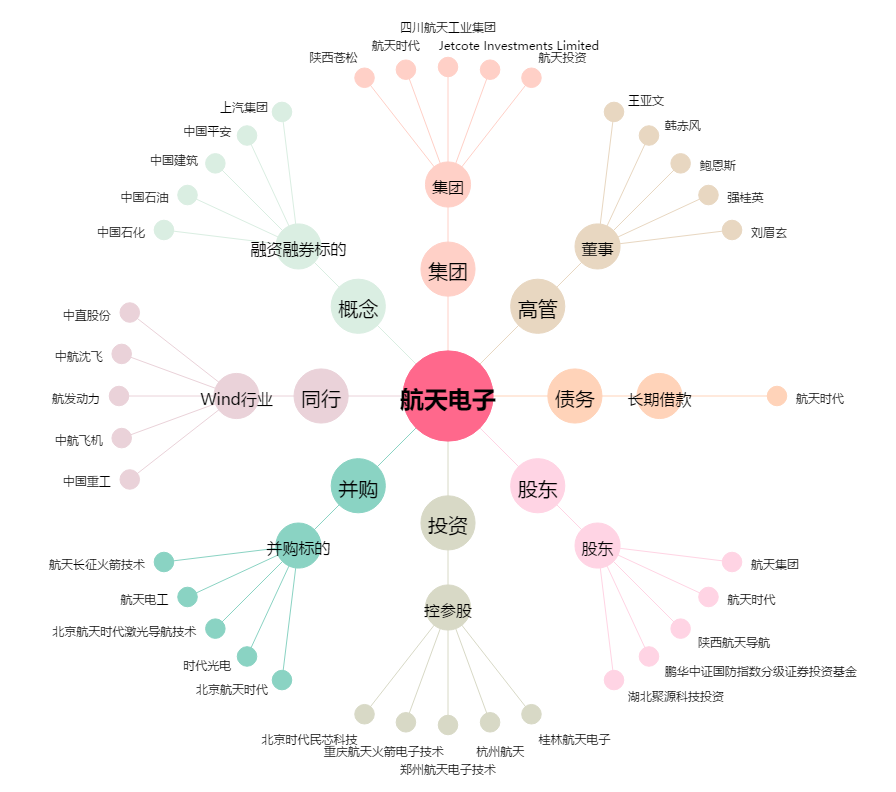 四川航天工业集团
航天时代
Jetcote Investments Limited
陕西苍松
航天投资
集团
集团
上汽集团
中国平安
中国建筑
中国石油
中国石化
融资融券标的
概念
王亚文
韩赤风
鲍恩斯
强桂英
刘眉玄
董事
高管
中直股份
中航沈飞
航发动力
中航飞机
中国重工
Wind行业
同行
航天电子
债务
长期借款
航天时代
并购
并购标的
航天长征火箭技术
航天电工
北京航天时代激光导航技术
时代光电
北京航天时代
投资
控参股
北京时代民芯科技
重庆航天火箭电子技术
郑州航天电子技术
杭州航天
桂林航天电子
股东
股东
航天集团
航天时代
陕西航天导航
鹏华中证国防指数分级证券投资基金
湖北聚源科技投资